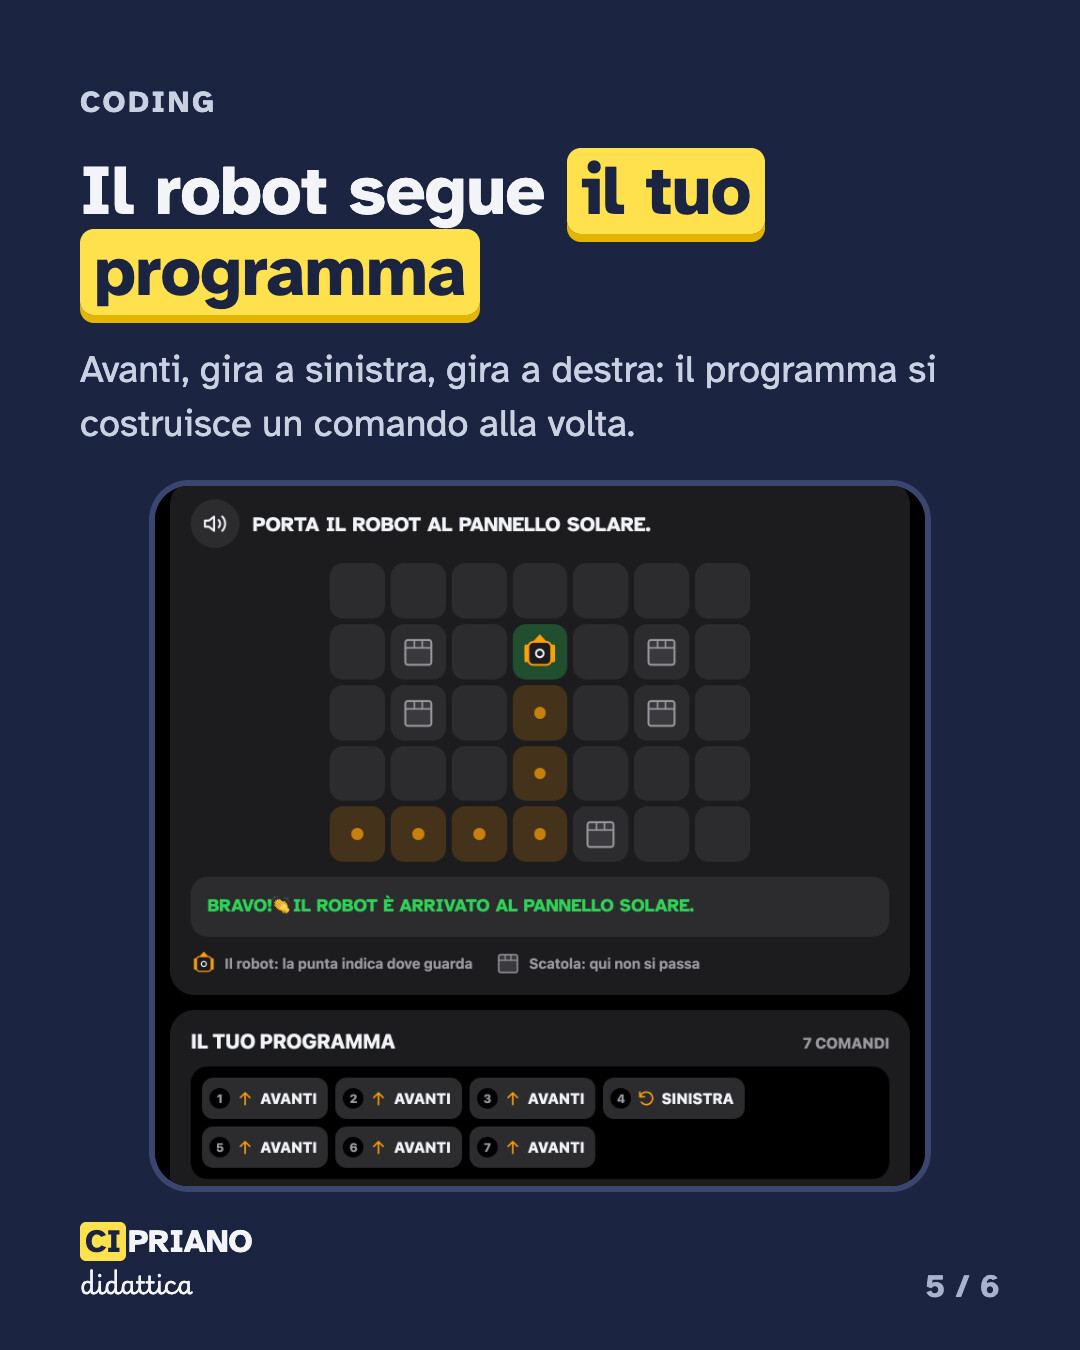 CODING
Il robot segue il tuo
programma
Avanti, gira a sinistra, gira a destra: il programma si
costruisce un comando alla volta.
PORTA IL ROBOT AL PANNELLO SOLARE.
BRAVO!👏IL ROBOT È ARRIVATO AL PANNELLO SOLARE.
Il robot: la punta indica dove guarda Scatola: qui non si passa
IL TUO PROGRAMMA 7 COMANDI
1 ↑ AVANTI 2 ↑ AVANTI 3 ↑ AVANTI 4 SINISTRA
5 ↑ AVANTI 6 ↑ AVANTI 7 ↑ AVANTI
CIPRIANO
didattica
5 / 6